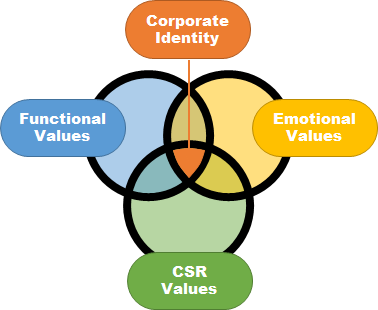 Corporate
Identity
Functional
Values
Emotional
Values
CSR
Values